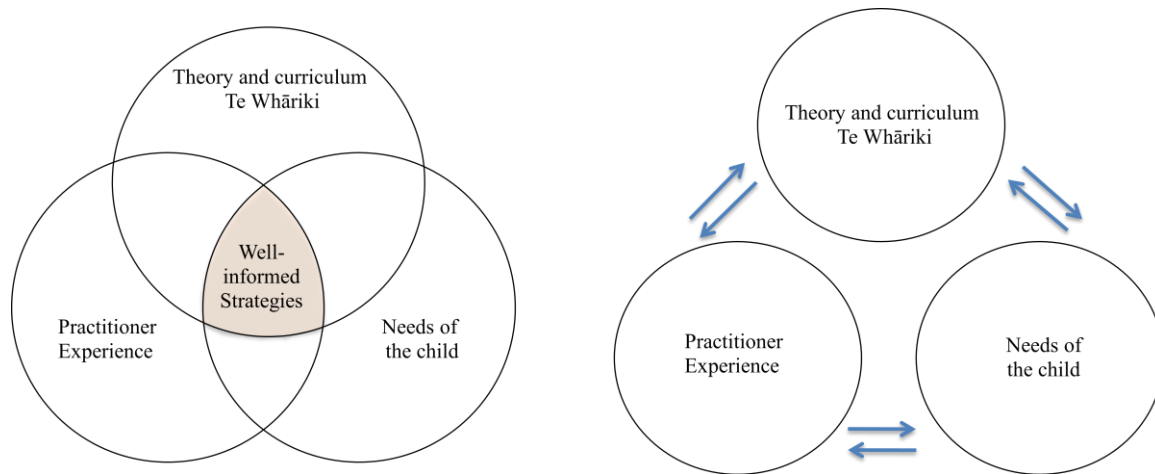 Theory and curriculum
Te Whāriki
Well-
informed
Strategies
Practitioner
Experience
Needs of
the child
Theory and curriculum
Te Whāriki
Practitioner
Experience
Needs of
the child